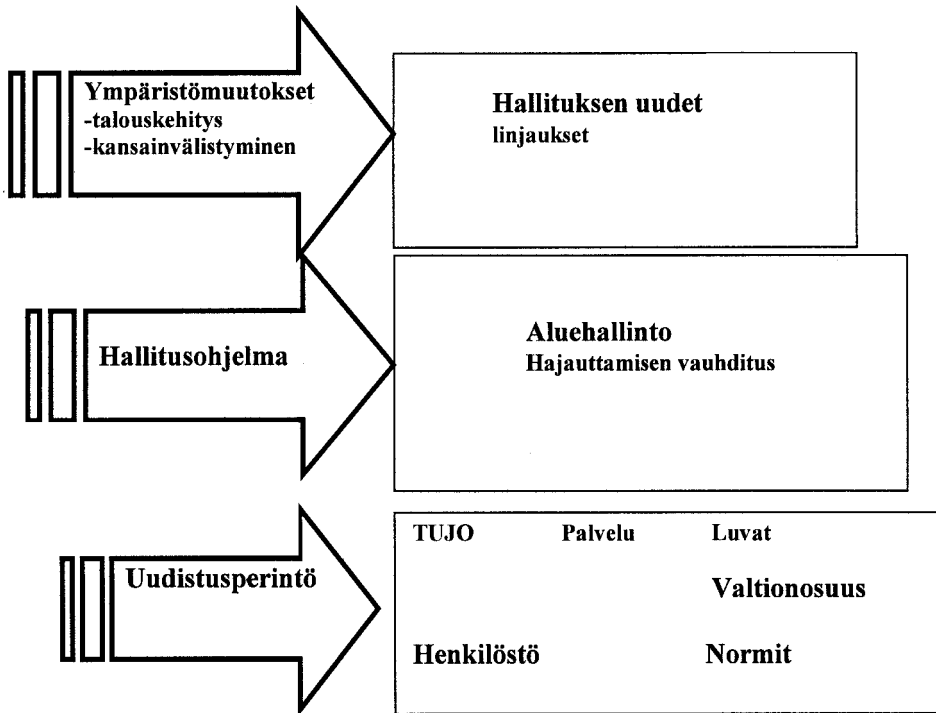 Ympäristömuutokset
-talouskehitys
-kansainvälistyminen
Hallituksen uudet
linjaukset
Hallitusohjelma
Aluehallinto
Hajauttamisen vauhditus
Uudistusperintö
TUJO Palvelu Luvat
Valtionosuus
Henkilöstö Normit